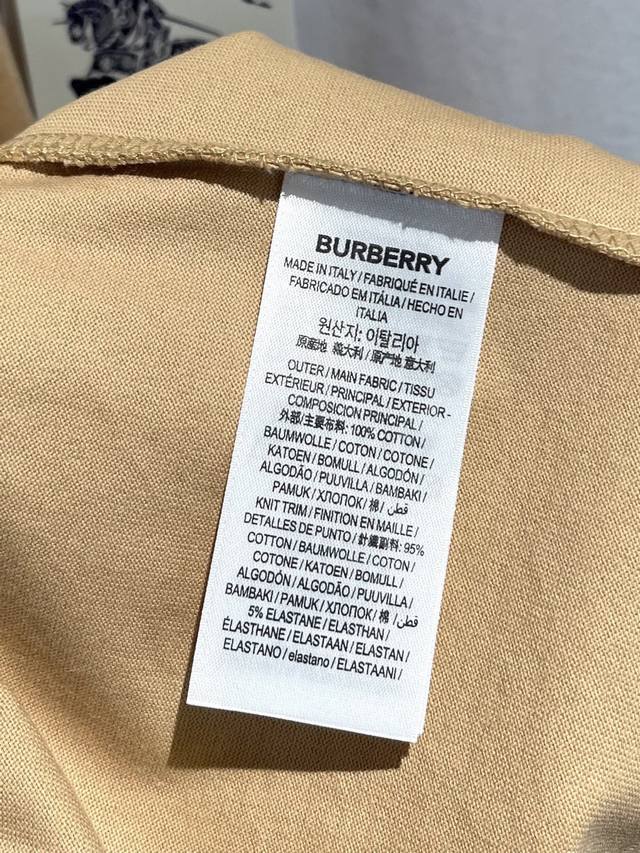 BURBERRY
MADE IN ITALY / FABRIQUÉ EN ITALIE /
FABRICADO EM ITÁLIA / HECHO EN
ITALIA
원산지: 이탈리아
原産地 義大利 / 原产地 意大利
OUTER / MAIN FABRIC / TISSU
EXTÉRIEUR / PRINCIPAL / EXTERIOR-
COMPOSICION PRINCIPAL /
外部/主要布料: 100% COTTON /
BAUMWOLLE / COTON / COTONE /
KATOEN / BOMULL / ALGODÓN /
ALGODÃO / PUUVILLA / BAMBAKI /
PAMUK / ХЛОПОК / 棉 / قطن /
KNIT TRIM / FINITION EN MAILLE /
DETALLES DE PUNTO / 針織副料: 95%
COTTON / BAUMWOLLE / COTON /
COTONE / KATOEN / BOMULL /
ALGODÓN / ALGODÃO / PUUVILLA /
BAMBAKI / PAMUK / ХЛОПОК / 棉 / قطن /
5% ELASTANE / ELASTHAN /
ÉLASTHANE / ELASTAAN / ELASTAN /
ELASTANO / elastano / ELASTAANI /